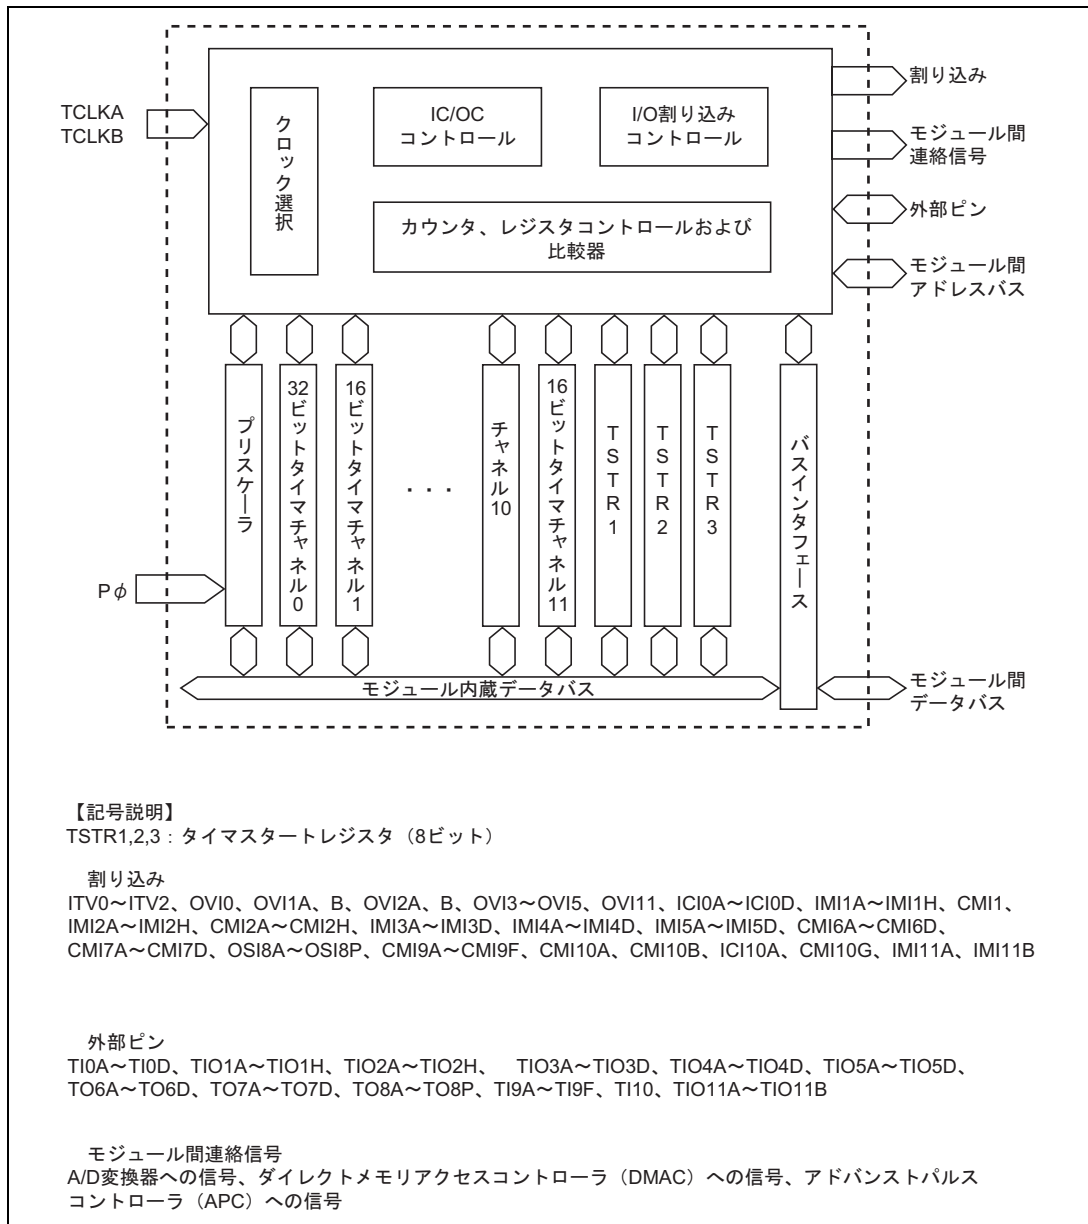 TCLKA
TCLKB
クロック選択
IC/OC
コントロール
I/O割り込み
コントロール
カウンタ、レジスタコントロールおよび
比較器
割り込み
モジュール間
連絡信号
外部ピン
モジュール間
アドレスバス
Pφ
プリスケーラ
32ビットタイマチャネル0
16ビットタイマチャネル1
・・・
チャネル10
16ビットタイマチャネル11
TSTR1
TSTR2
TSTR3
バスインタフェース
モジュール内蔵データバス
モジュール間
データバス
【記号説明】
TSTR1,2,3：タイマスタートレジスタ（8ビット）
割り込み
ITV0～ITV2、OVI0、OVI1A、B、OVI2A、B、OVI3～OVI5、OVI11、ICI0A～ICI0D、IMI1A～IMI1H、CMI1、
IMI2A～IMI2H、CMI2A～CMI2H、IMI3A～IMI3D、IMI4A～IMI4D、IMI5A～IMI5D、CMI6A～CMI6D、
CMI7A～CMI7D、OSI8A～OSI8P、CMI9A～CMI9F、CMI10A、CMI10B、ICI10A、CMI10G、IMI11A、IMI11B
外部ピン
TI0A～TI0D、TIO1A～TIO1H、TIO2A～TIO2H、　TIO3A～TIO3D、TIO4A～TIO4D、TIO5A～TIO5D、
TO6A～TO6D、TO7A～TO7D、TO8A～TO8P、TI9A～TI9F、TI10、TIO11A～TIO11B
モジュール間連絡信号
A/D変換器への信号、ダイレクトメモリアクセスコントローラ（DMAC）への信号、アドバンストパルス
コントローラ（APC）への信号